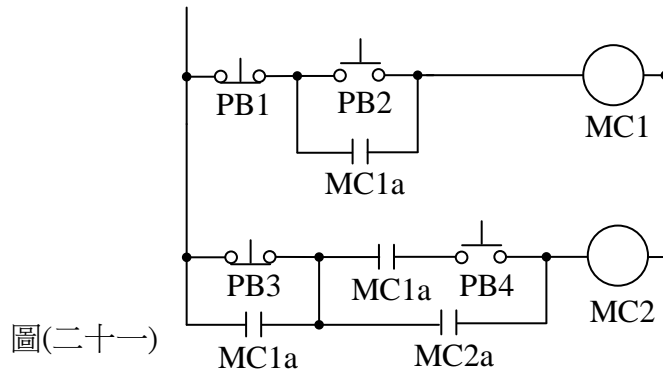 PB1
PB2
MC1
MC1a
PB3
MC1a
PB4
MC2
圖(二十一)
MC1a
MC2a